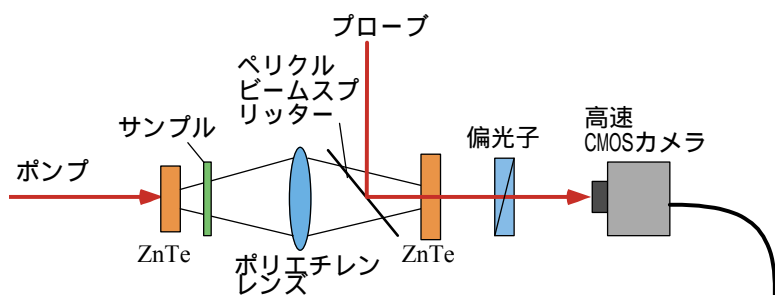 プローブ
ペリクル
ビームスプ
リッター
サンプル
ポンプ
偏光子
高速
CMOSカメラ
ZnTe
ポリエチレン
レンズ
ZnTe